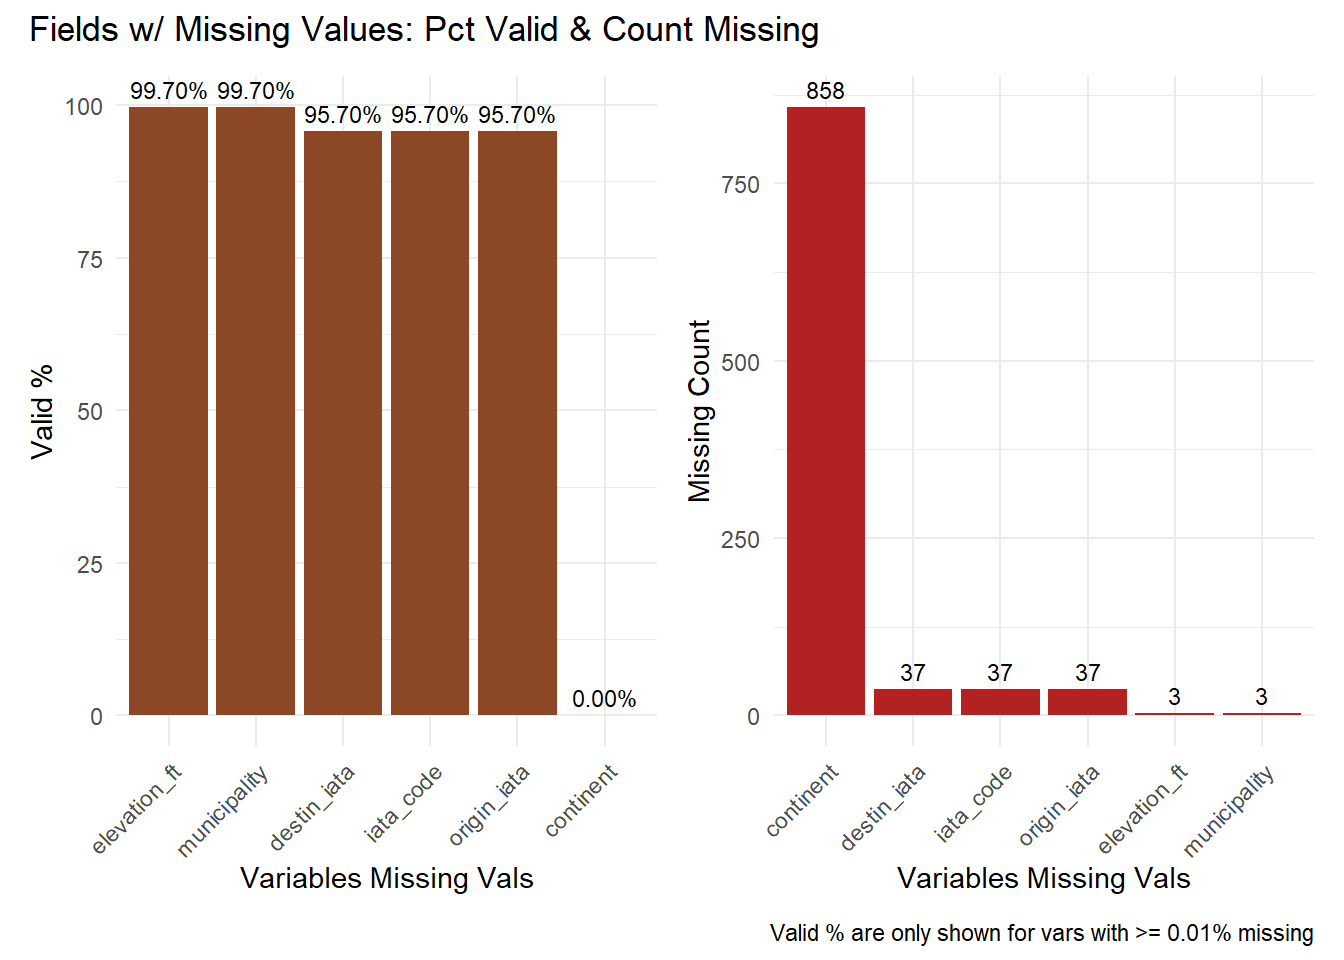 Fields w/ Missing Values: Pct Valid & Count Missing
Valid %
100
75
50
25
0
99.70%
99.70%
95.70%
95.70%
95.70%
0.00%
elevation_ft
municipality
destin_iata
iata_code
origin_iata
continent
Variables Missing Vals
Missing Count
750
500
250
0
858
37
37
37
3
3
continent
destin_iata
iata_code
origin_iata
elevation_ft
municipality
Variables Missing Vals
Valid % are only shown for vars with >= 0.01% missing